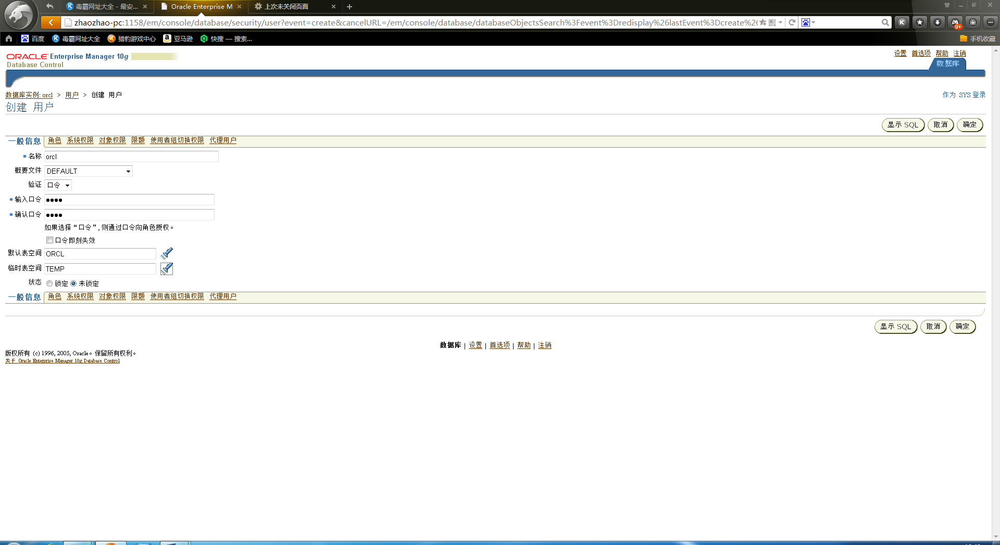 毒霸网址大全 - 最安...
Oracle Enterprise M
上次未关闭页面
zhaozhao-pc:1158/em/console/database/security/user?event=create&cancelURL=/em/console/database/databaseObjectsSearch%3Fevent%3Dredisplay%26lastEvent%3Dcreate%26
9+
百度 毒霸网址大全 猎豹游戏中心 亚马逊 快搜 — 搜索... 手机收藏
ORACLE Enterprise Manager 10g
Database Control
设置 首选项 帮助 注销
数据库
数据库实例: orcl > 用户 > 创建 用户
作为 SYS 登录
创建 用户
显示 SQL 取消 确定
一般信息 角色 系统权限 对象权限 限额 使用者组切换权限 代理用户
* 名称 orcl
概要文件 DEFAULT
验证 口令
* 输入口令 ●●●●
* 确认口令 ●●●●
如果选择“口令”, 则通过口令向角色授权。
口令即刻失效
默认表空间 ORCL
临时表空间 TEMP
状态 锁定 未锁定
一般信息 角色 系统权限 对象权限 限额 使用者组切换权限 代理用户
显示 SQL 取消 确定
数据库 | 设置 | 首选项 | 帮助 | 注销
版权所有 (c) 1996, 2005, Oracle。保留所有权利。
关于 Oracle Enterprise Manager 10g Database Control